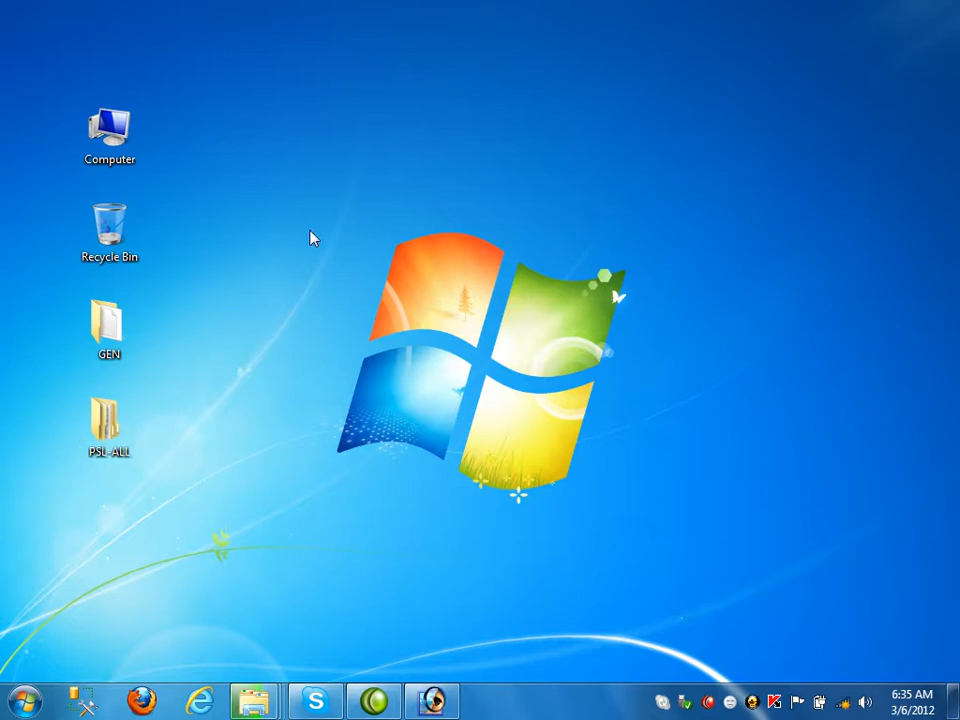 Computer
Recycle Bin
GEN
PSL-ALL
6:35 AM
3/6/2012